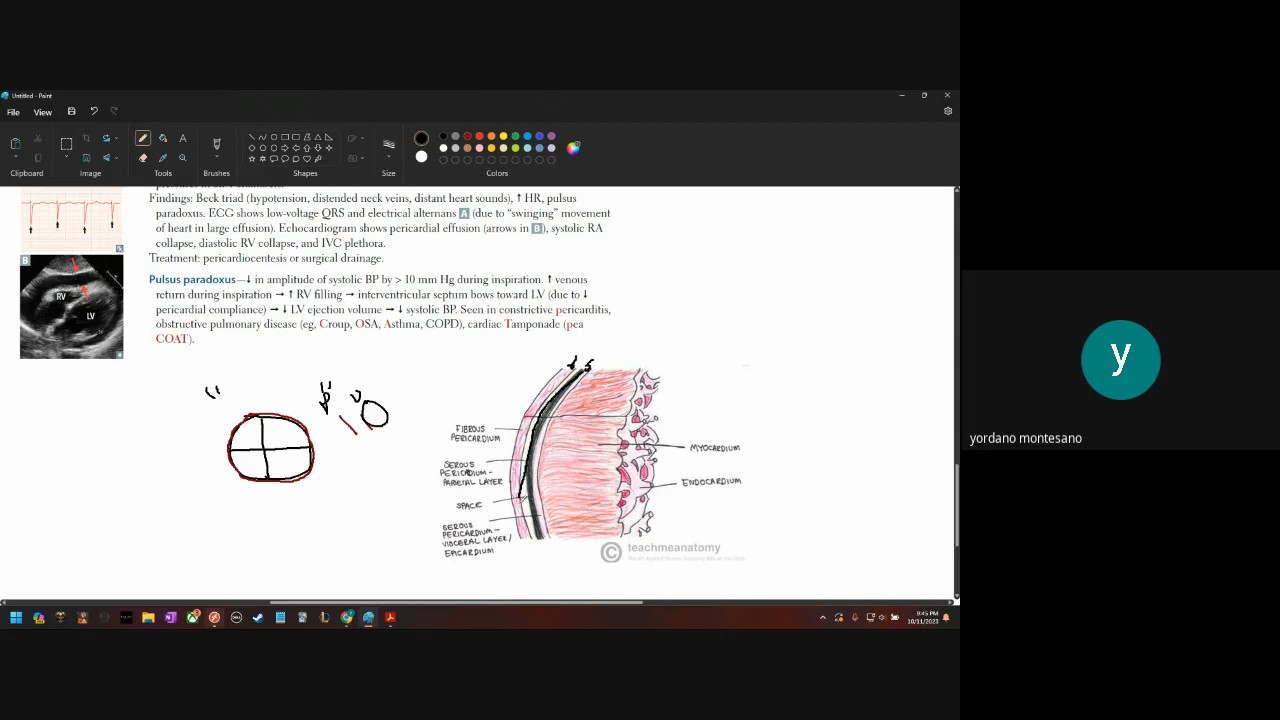 Untitled - Paint
File View
Clipboard Image Tools Brushes Shapes Size Colors
Findings: Beck triad (hypotension, distended neck veins, distant heart sounds), ↑ HR, pulsus
paradoxus. ECG shows low-voltage QRS and electrical alternans A (due to “swinging” movement
of heart in large effusion). Echocardiogram shows pericardial effusion (arrows in B), systolic RA
collapse, diastolic RV collapse, and IVC plethora.
Treatment: pericardiocentesis or surgical drainage.
B
RV
LV
Pulsus paradoxus—↓ in amplitude of systolic BP by > 10 mm Hg during inspiration. ↑ venous
return during inspiration → ↑ RV filling → interventricular septum bows toward LV (due to ↓
pericardial compliance) → ↓ LV ejection volume → ↓ systolic BP. Seen in constrictive pericarditis,
obstructive pulmonary disease (eg, Croup, OSA, Asthma, COPD), cardiac Tamponade (pea
COAT).
FIBROUS
PERICARDIUM
SEROUS
PERICARDIUM -
PARIETAL LAYER
SPACE
SEROUS
PERICARDIUM -
VISCERAL LAYER/
EPICARDIUM
MYOCARDIUM
ENDOCARDIUM
© teachmeanatomy
9:45 PM
10/11/2023
y
yordano montesano